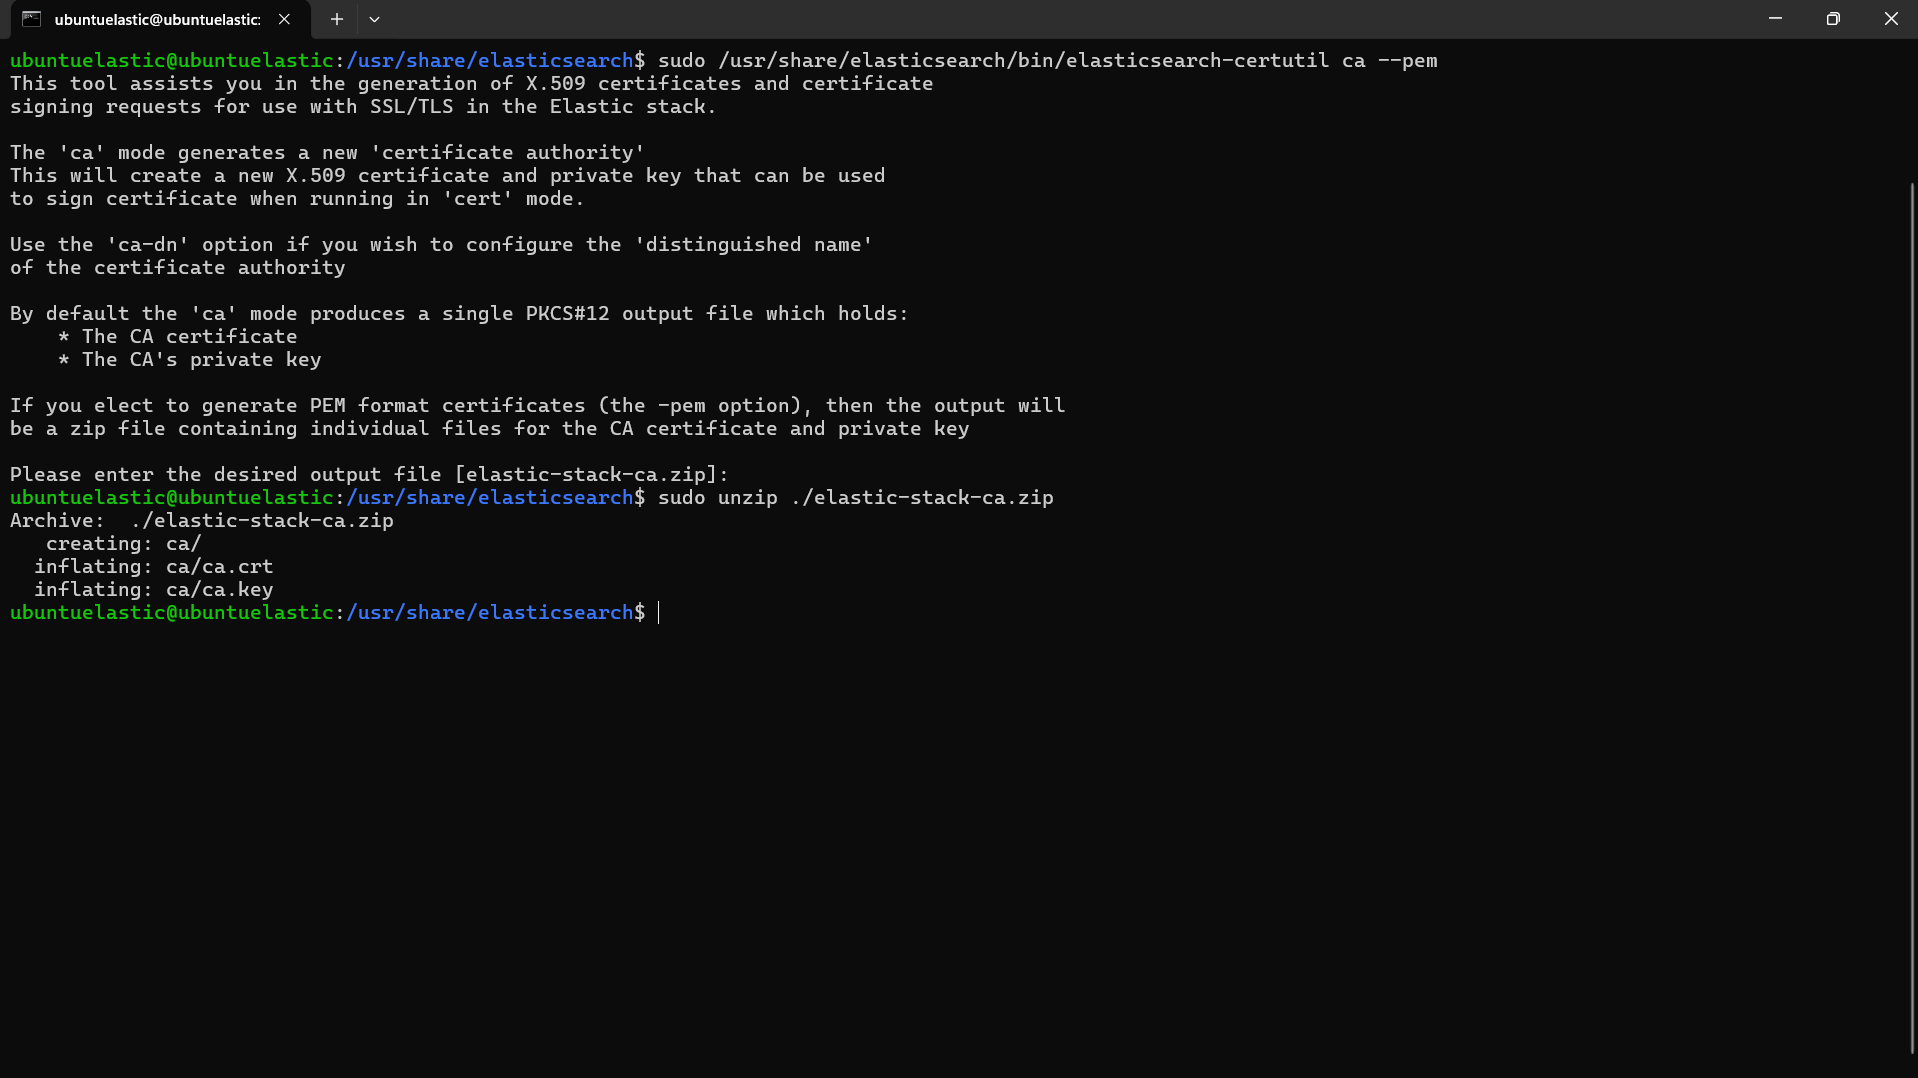 ubuntuelastic@ubuntuelastic:
ubuntuelastic@ubuntuelastic:/usr/share/elasticsearch$ sudo /usr/share/elasticsearch/bin/elasticsearch-certutil ca --pem
This tool assists you in the generation of X.509 certificates and certificate
signing requests for use with SSL/TLS in the Elastic stack.

The 'ca' mode generates a new 'certificate authority'
This will create a new X.509 certificate and private key that can be used
to sign certificate when running in 'cert' mode.

Use the 'ca-dn' option if you wish to configure the 'distinguished name'
of the certificate authority

By default the 'ca' mode produces a single PKCS#12 output file which holds:
    * The CA certificate
    * The CA's private key

If you elect to generate PEM format certificates (the -pem option), then the output will
be a zip file containing individual files for the CA certificate and private key

Please enter the desired output file [elastic-stack-ca.zip]:
ubuntuelastic@ubuntuelastic:/usr/share/elasticsearch$ sudo unzip ./elastic-stack-ca.zip
Archive:  ./elastic-stack-ca.zip
   creating: ca/
  inflating: ca/ca.crt
  inflating: ca/ca.key
ubuntuelastic@ubuntuelastic:/usr/share/elasticsearch$